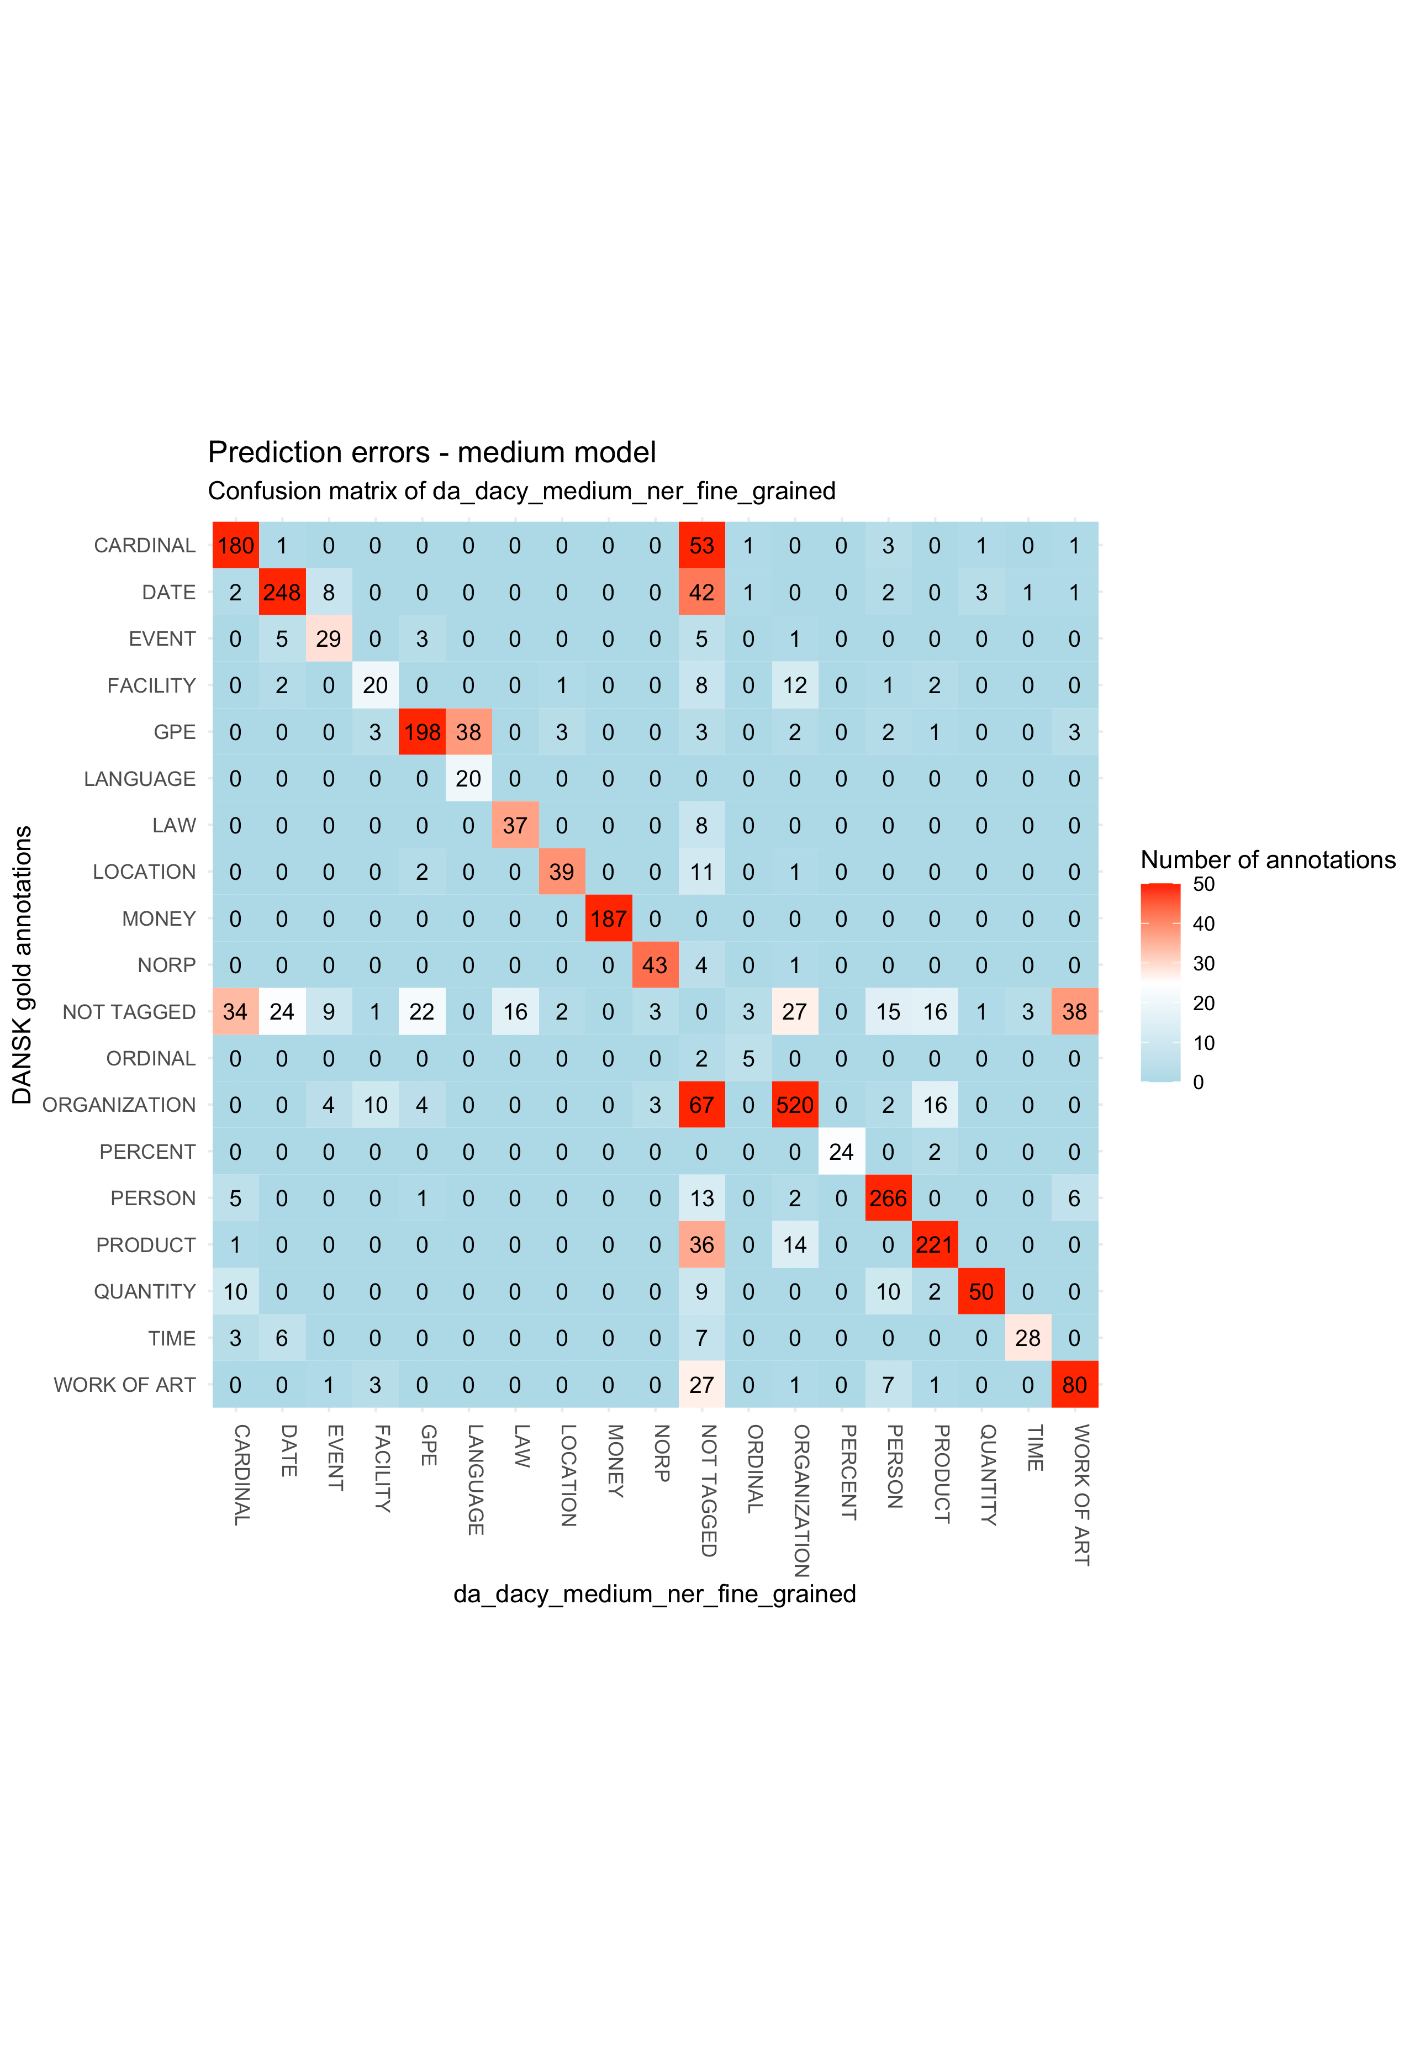 Prediction errors - medium model
Confusion matrix of da_dacy_medium_ner_fine_grained
DANSK gold annotations
CARDINAL 180 1 0 0 0 0 0 0 0 0 53 1 0 0 3 0 1 0 1
DATE 2 248 8 0 0 0 0 0 0 0 42 1 0 0 2 0 3 1 1
EVENT 0 5 29 0 3 0 0 0 0 0 5 0 1 0 0 0 0 0 0
FACILITY 0 2 0 20 0 0 0 1 0 0 8 0 12 0 1 2 0 0 0
GPE 0 0 0 3 198 38 0 3 0 0 3 0 2 0 2 1 0 0 3
LANGUAGE 0 0 0 0 0 20 0 0 0 0 0 0 0 0 0 0 0 0 0
LAW 0 0 0 0 0 0 37 0 0 0 8 0 0 0 0 0 0 0 0
LOCATION 0 0 0 0 2 0 0 39 0 0 11 0 1 0 0 0 0 0 0
MONEY 0 0 0 0 0 0 0 0 187 0 0 0 0 0 0 0 0 0 0
NORP 0 0 0 0 0 0 0 0 0 43 4 0 1 0 0 0 0 0 0
NOT TAGGED 34 24 9 1 22 0 16 2 0 3 0 3 27 0 15 16 1 3 38
ORDINAL 0 0 0 0 0 0 0 0 0 0 2 5 0 0 0 0 0 0 0
ORGANIZATION 0 0 4 10 4 0 0 0 0 3 67 0 520 0 2 16 0 0 0
PERCENT 0 0 0 0 0 0 0 0 0 0 0 0 0 24 0 2 0 0 0
PERSON 5 0 0 0 1 0 0 0 0 0 13 0 2 0 266 0 0 0 6
PRODUCT 1 0 0 0 0 0 0 0 0 0 36 0 14 0 0 221 0 0 0
QUANTITY 10 0 0 0 0 0 0 0 0 0 9 0 0 0 10 2 50 0 0
TIME 3 6 0 0 0 0 0 0 0 0 7 0 0 0 0 0 0 28 0
WORK OF ART 0 0 1 3 0 0 0 0 0 0 27 0 1 0 7 1 0 0 80
CARDINAL
DATE
EVENT
FACILITY
GPE
LANGUAGE
LAW
LOCATION
MONEY
NORP
NOT TAGGED
ORDINAL
ORGANIZATION
PERCENT
PERSON
PRODUCT
QUANTITY
TIME
WORK OF ART
da_dacy_medium_ner_fine_grained
Number of annotations
50
40
30
20
10
0